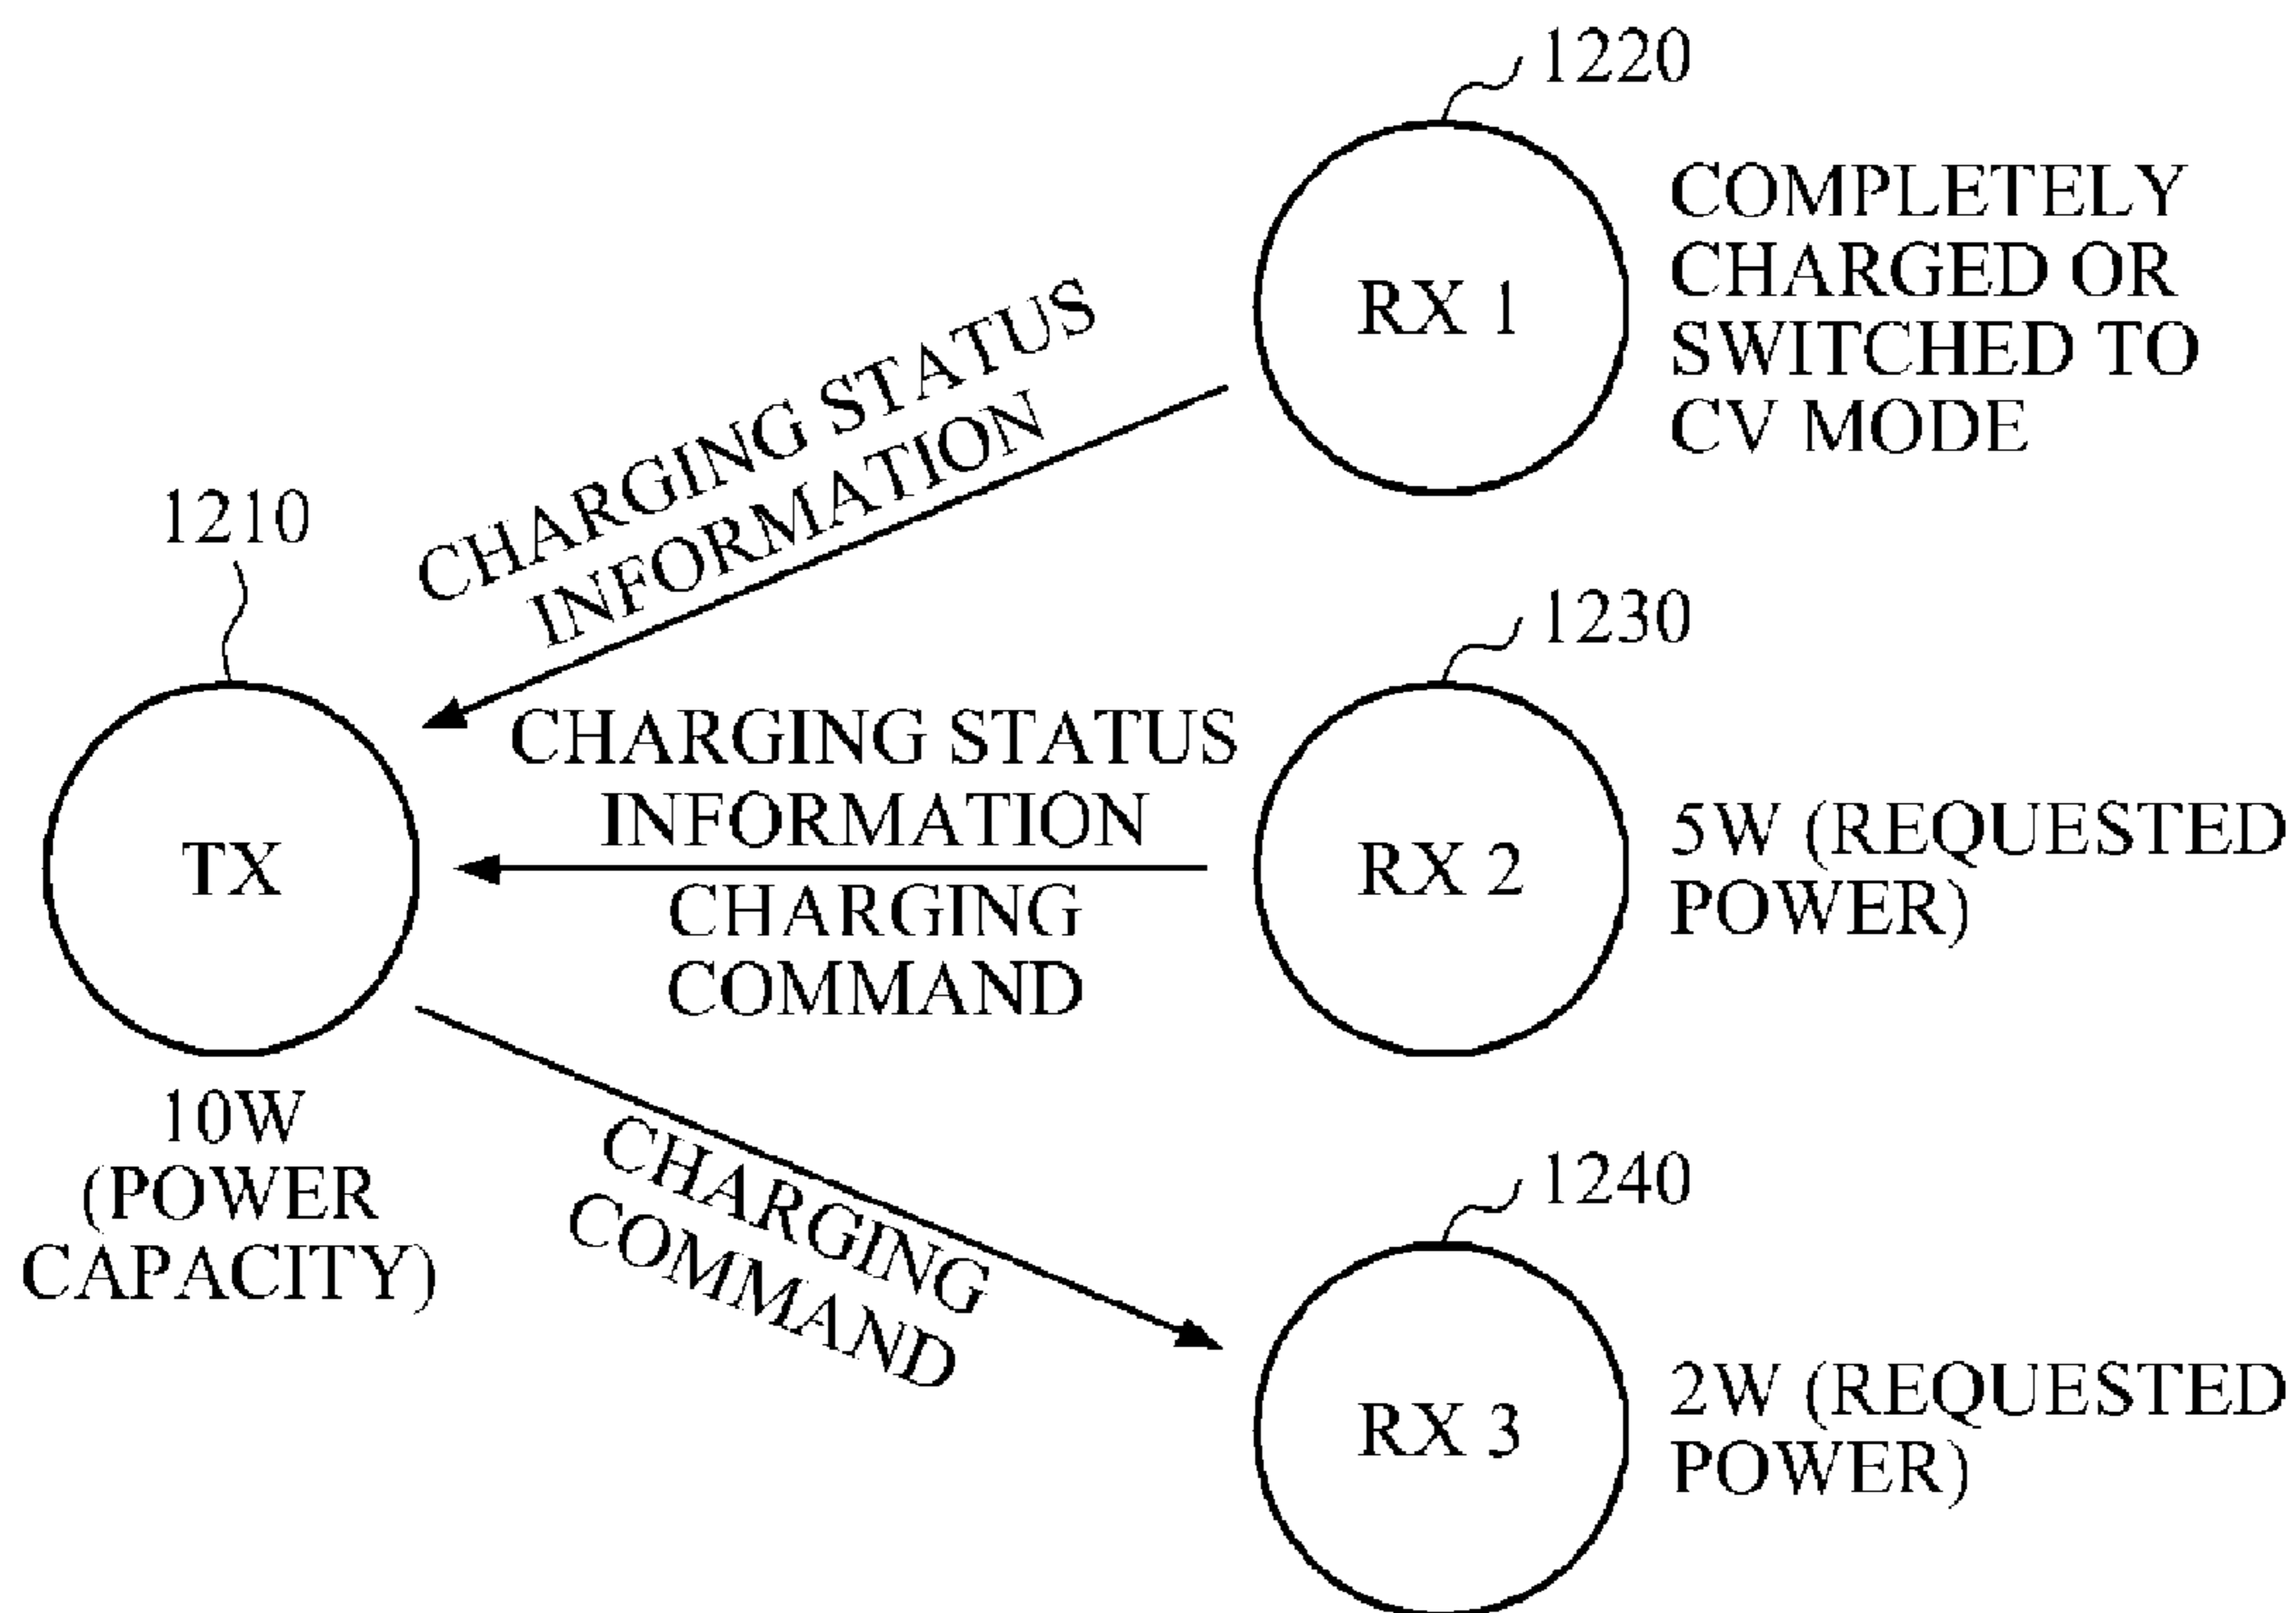 1220
RX 1
COMPLETELY
CHARGED OR
SWITCHED TO
CV MODE
CHARGING STATUS
INFORMATION
1210
TX
10W
(POWER
CAPACITY)
CHARGING STATUS
INFORMATION
CHARGING
COMMAND
1230
RX 2
5W (REQUESTED
POWER)
CHARGING
COMMAND
1240
RX 3
2W (REQUESTED
POWER)